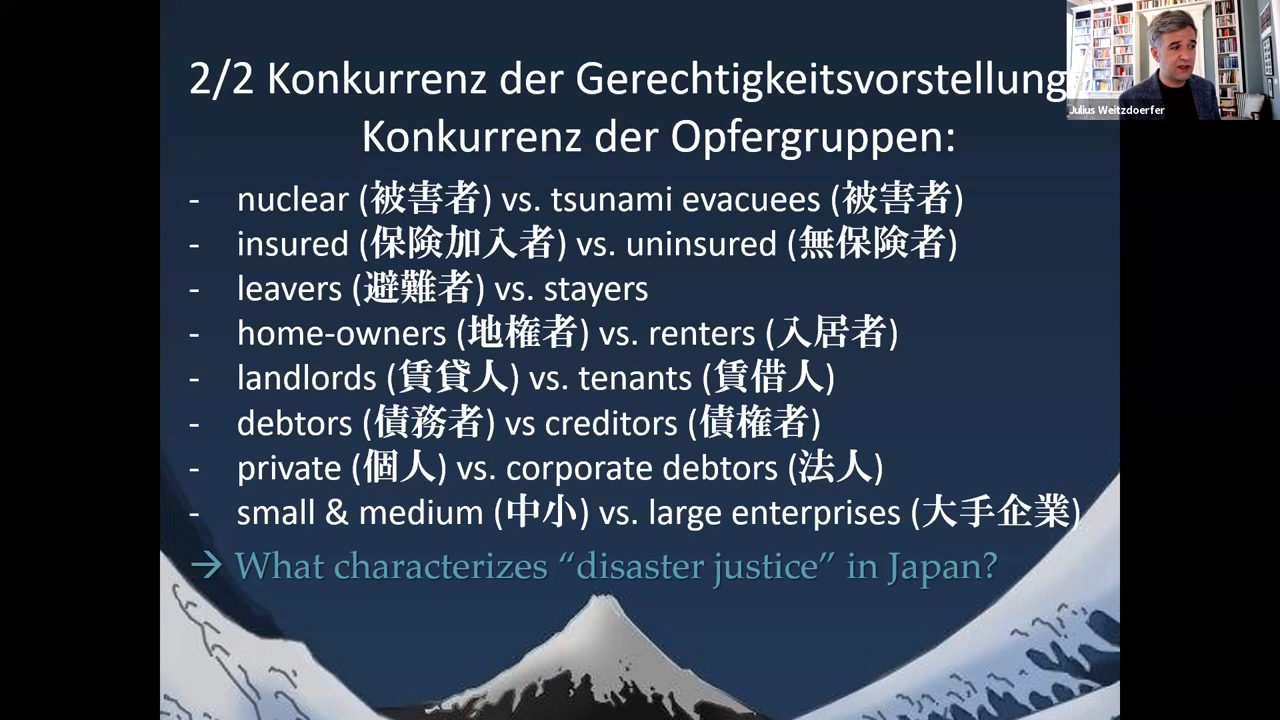 2/2 Konkurrenz der Gerechtigkeitsvorstellung
Konkurrenz der Opfergruppen:
- nuclear (被害者) vs. tsunami evacuees (被害者)
- insured (保険加入者) vs. uninsured (無保険者)
- leavers (避難者) vs. stayers
- home-owners (地権者) vs. renters (入居者)
- landlords (賃貸人) vs. tenants (賃借人)
- debtors (債務者) vs creditors (債権者)
- private (個人) vs. corporate debtors (法人)
- small & medium (中小) vs. large enterprises (大手企業)
→ What characterizes “disaster justice” in Japan?
Julius Weitzdoerfer